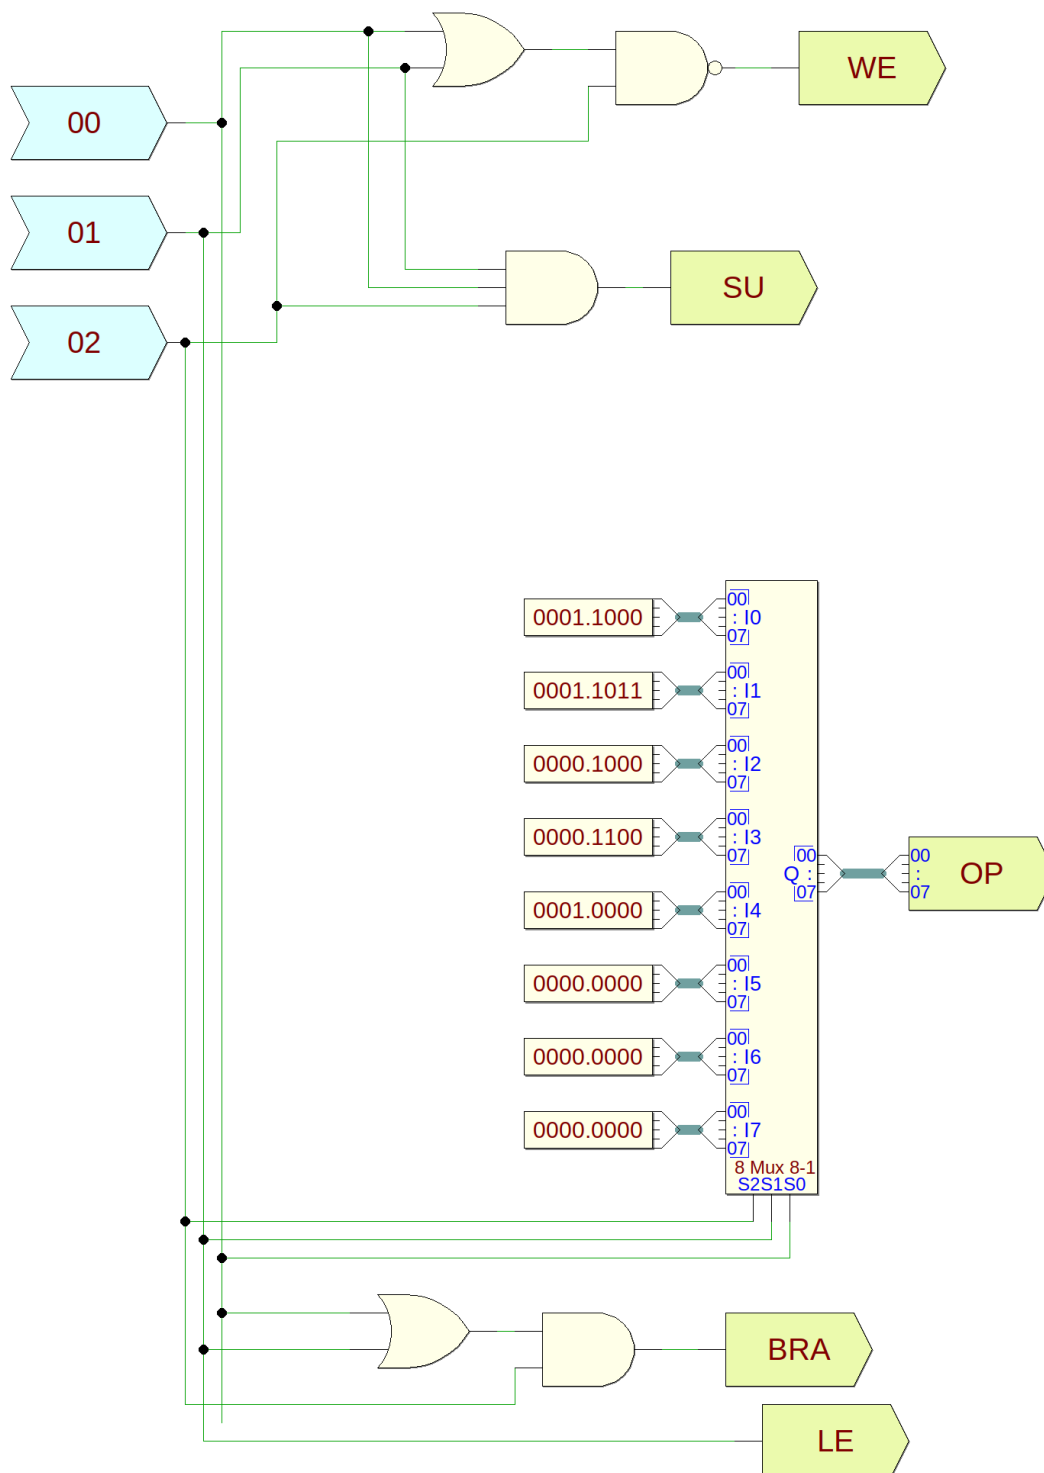 WE
00
01
SU
02
0001.1000
00
: I0
07
0001.1011
00
: I1
07
0000.1000
00
: I2
07
0000.1100
00
: I3
07
00
Q :
07
00
:
07
OP
0001.0000
00
: I4
07
0000.0000
00
: I5
07
0000.0000
00
: I6
07
0000.0000
00
: I7
07
8 Mux 8-1
S2S1S0
BRA
LE